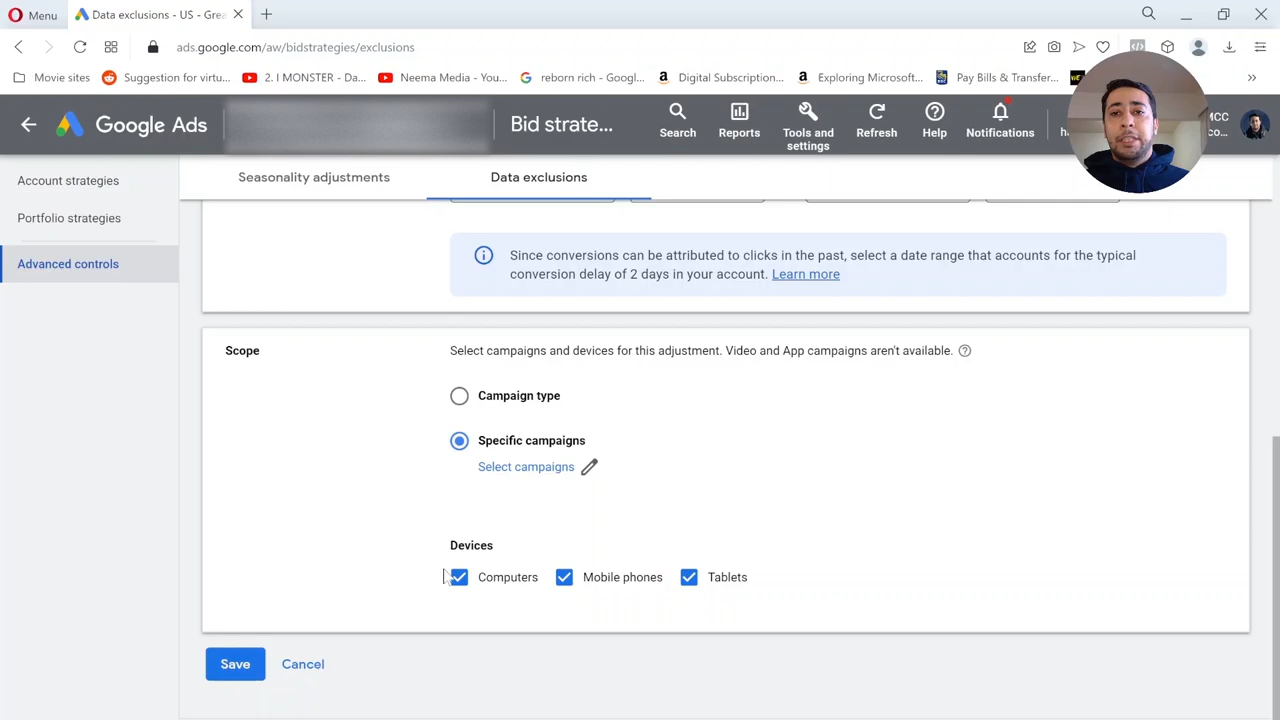 Menu
Data exclusions - US - Grea
ads.google.com/aw/bidstrategies/exclusions
Movie sites
Suggestion for virtu...
2. I MONSTER - Da...
Neema Media - You...
reborn rich - Googl...
Digital Subscription...
Exploring Microsoft...
Pay Bills & Transfer...
Google Ads
Bid strate...
Search
Reports
Tools and
settings
Refresh
Help
Notifications
MCC
co...
Account strategies
Portfolio strategies
Advanced controls
Seasonality adjustments
Data exclusions
Since conversions can be attributed to clicks in the past, select a date range that accounts for the typical
conversion delay of 2 days in your account. Learn more
Scope
Select campaigns and devices for this adjustment. Video and App campaigns aren't available.
Campaign type
Specific campaigns
Select campaigns
Devices
Computers
Mobile phones
Tablets
Save
Cancel